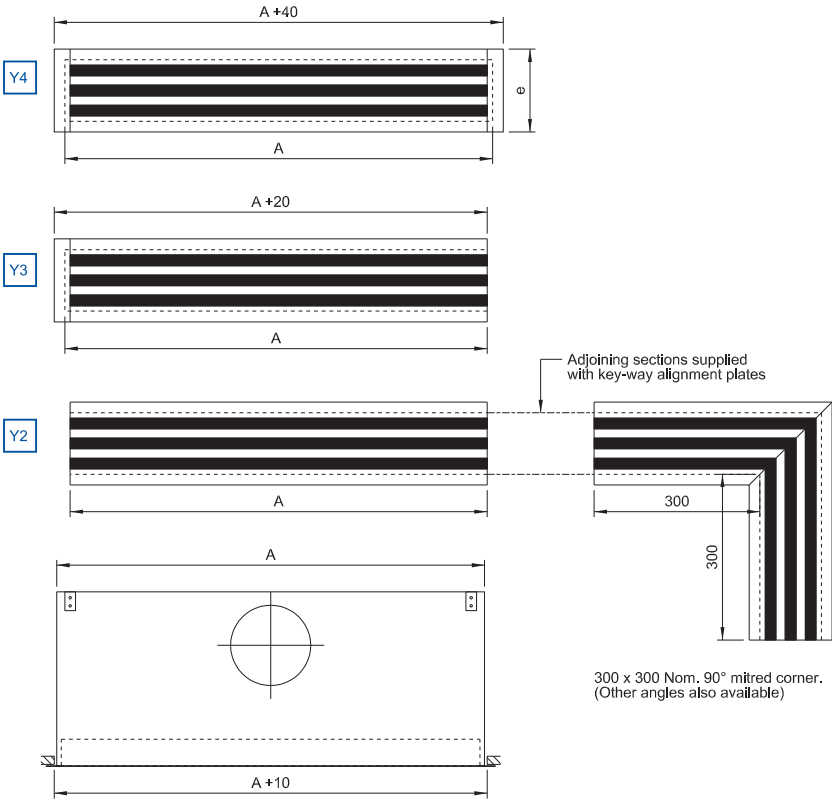 A +40
Y4
e
A
A +20
Y3
A
Adjoining sections supplied
with key-way alignment plates
Y2
A
300
300
A
300 x 300 Nom. 90° mitred corner.
(Other angles also available)
A +10